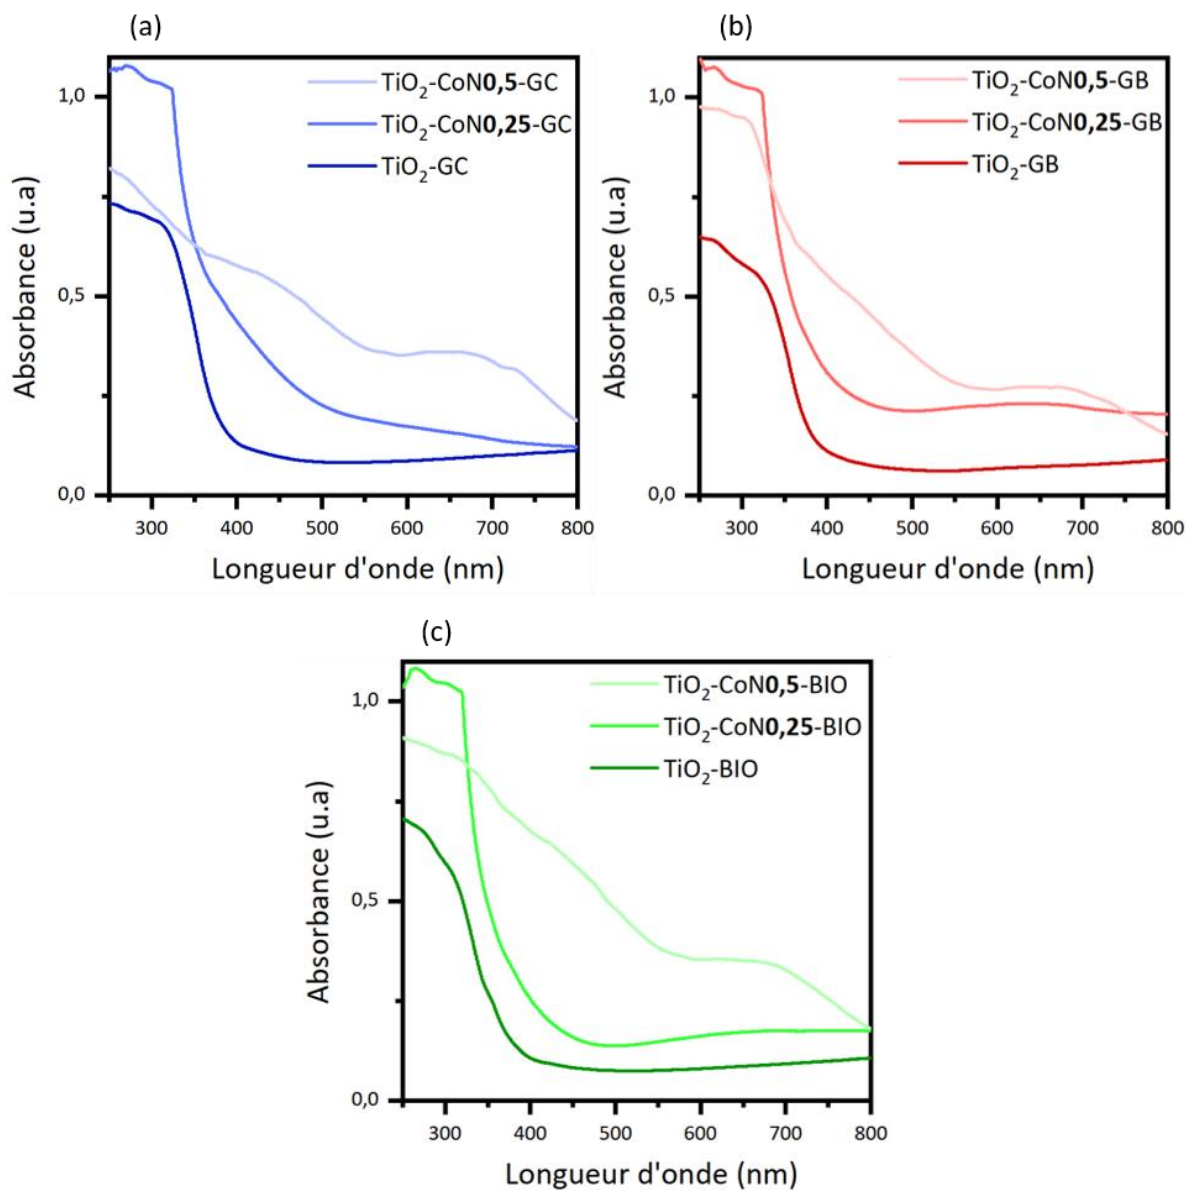 (a)
TiO2-CoN0,5-GC
TiO2-CoN0,25-GC
TiO2-GC
1,0
0,5
0,0
Absorbance (u.a)
300 400 500 600 700 800
Longueur d'onde (nm)
(b)
TiO2-CoN0,5-GB
TiO2-CoN0,25-GB
TiO2-GB
1,0
0,5
0,0
Absorbance (u.a)
300 400 500 600 700 800
Longueur d'onde (nm)
(c)
TiO2-CoN0,5-BIO
TiO2-CoN0,25-BIO
TiO2-BIO
1,0
0,5
0,0
Absorbance (u.a)
300 400 500 600 700 800
Longueur d'onde (nm)